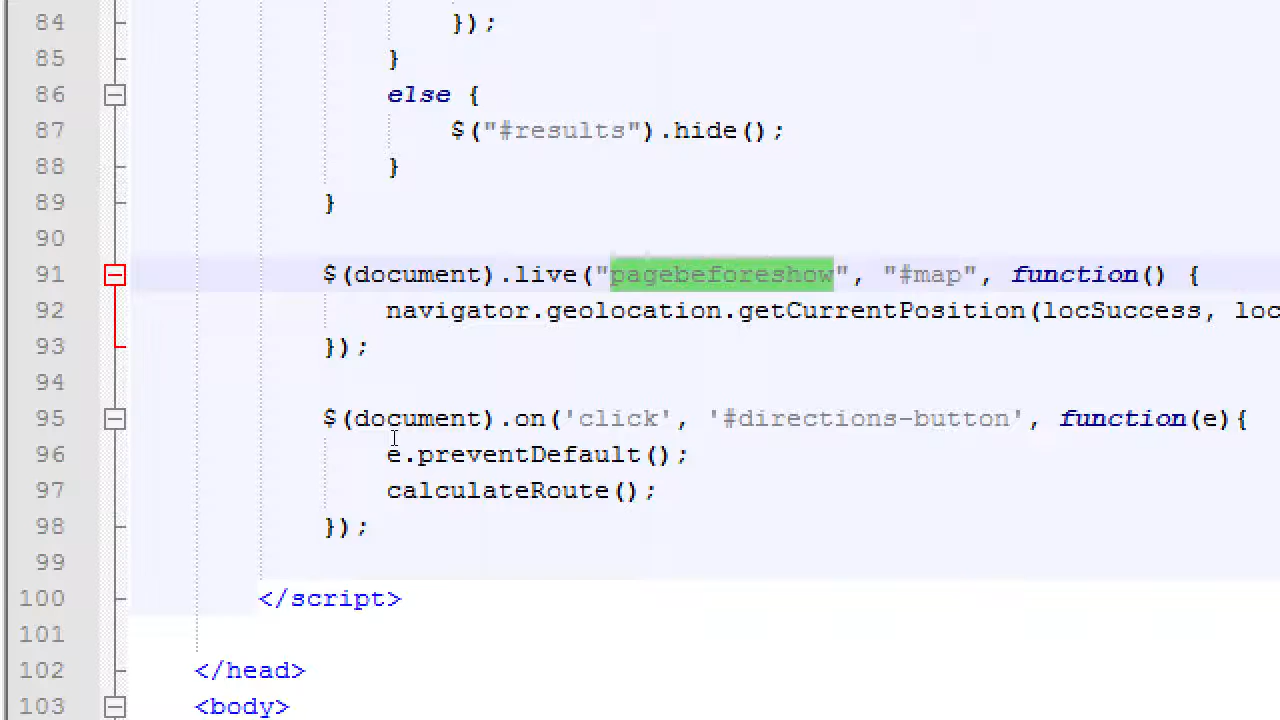 84 });
85 }
86 else {
87 $("#results").hide();
88 }
89 }
90
91 $(document).live("pagebeforeshow", "#map", function() {
92 navigator.geolocation.getCurrentPosition(locSuccess, loc
93 });
94
95 $(document).on('click', '#directions-button', function(e){
96 e.preventDefault();
97 calculateRoute();
98 });
99
100 </script>
101
102 </head>
103 <body>